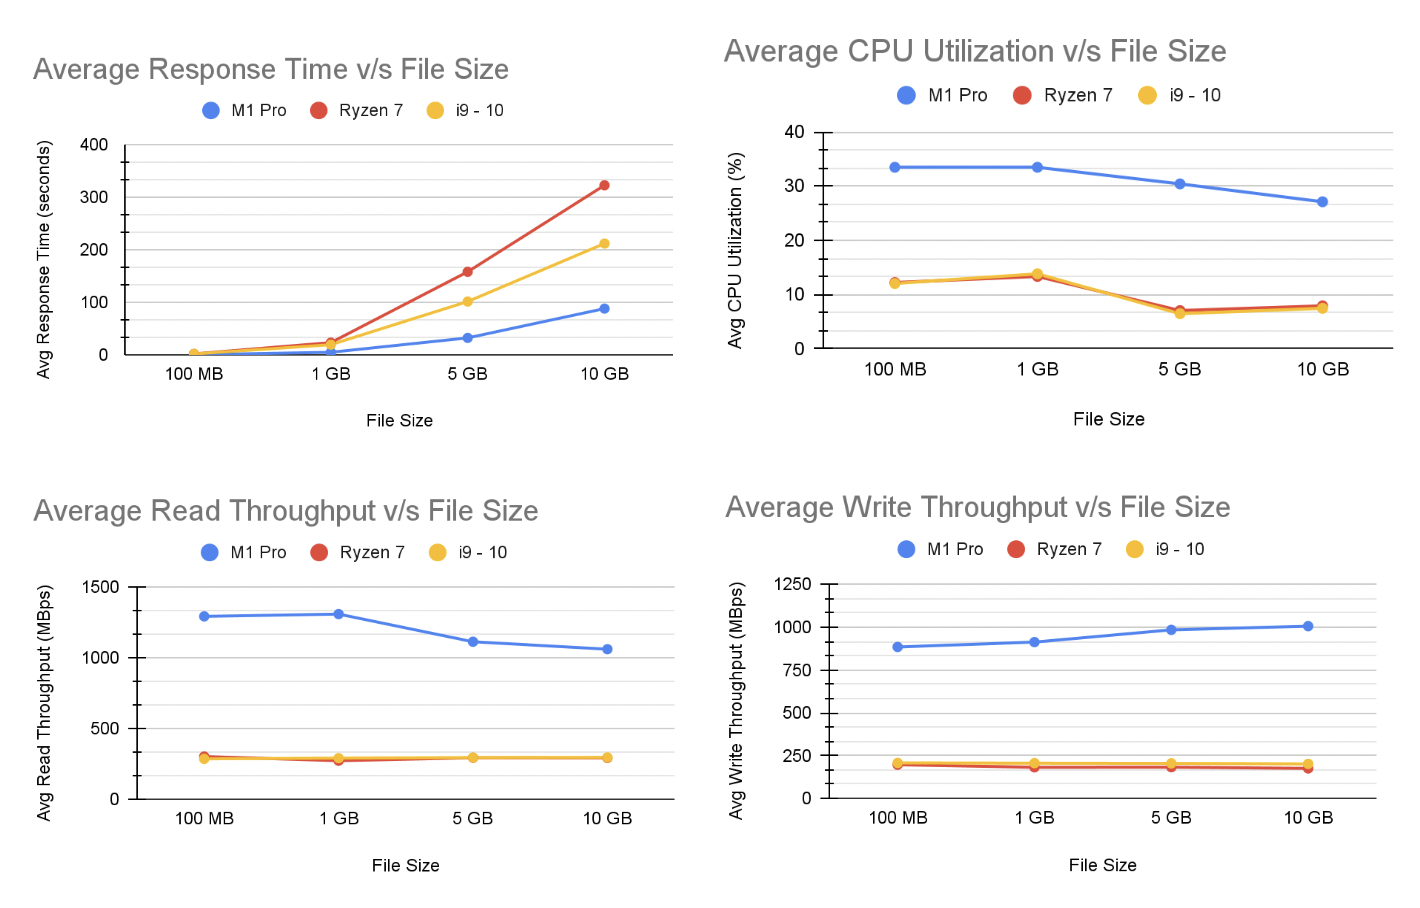 Average Response Time v/s File Size
M1 Pro Ryzen 7 i9 - 10
Avg Response Time (seconds)
400
300
200
100
0
100 MB 1 GB 5 GB 10 GB
File Size
Average CPU Utilization v/s File Size
M1 Pro Ryzen 7 i9 - 10
Avg CPU Utilization (%)
40
30
20
10
0
100 MB 1 GB 5 GB 10 GB
File Size
Average Read Throughput v/s File Size
M1 Pro Ryzen 7 i9 - 10
Avg Read Throughput (MBps)
1500
1000
500
0
100 MB 1 GB 5 GB 10 GB
File Size
Average Write Throughput v/s File Size
M1 Pro Ryzen 7 i9 - 10
Avg Write Throughput (MBps)
1250
1000
750
500
250
0
100 MB 1 GB 5 GB 10 GB
File Size